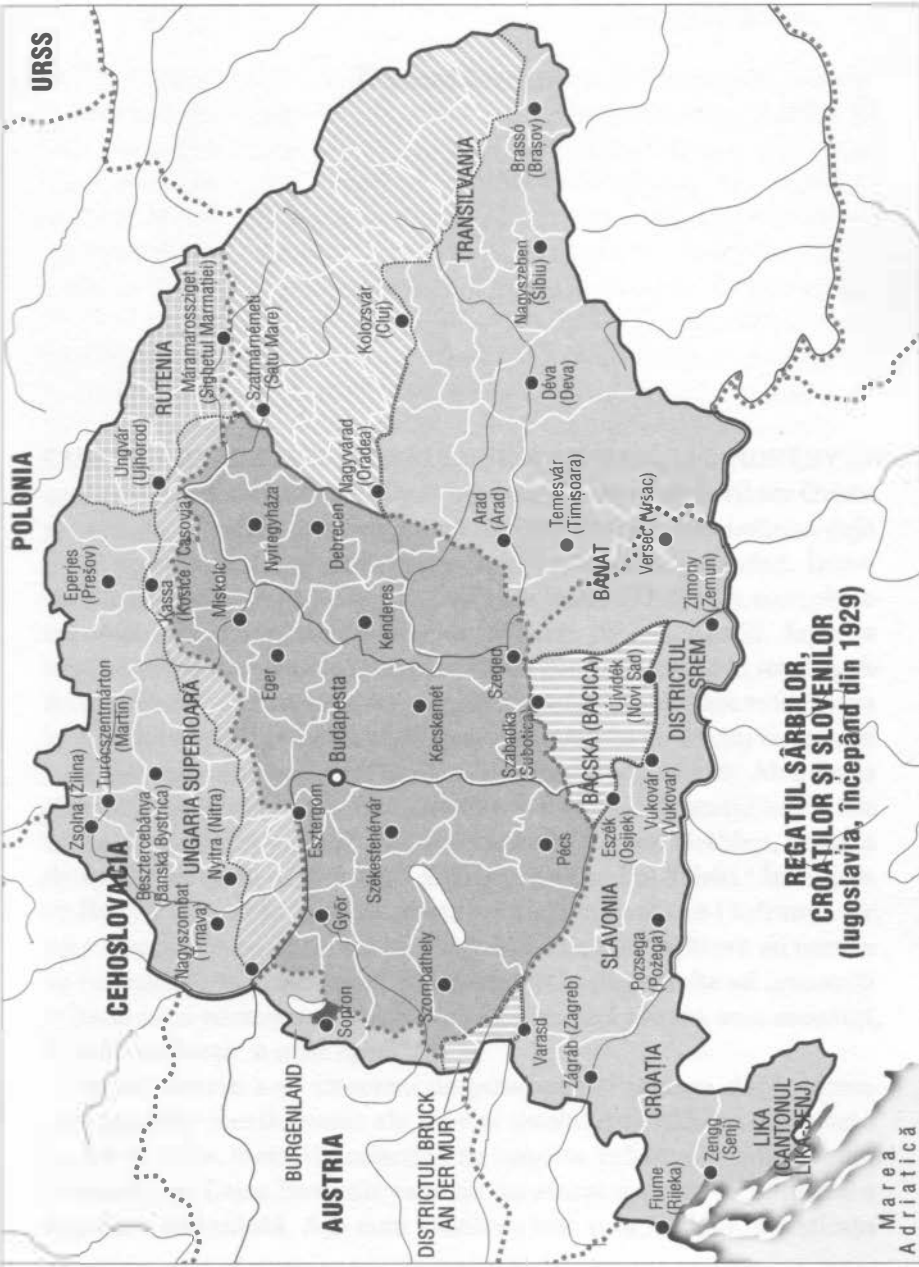 POLONIA
URSS
CEHOSLOVACIA
Zsolna (Žilina)
Turócszentmárton
(Martin)
Eperjes
(Prešov)
Besztercebánya
(Banská Bystrica)
UNGARIA SUPERIOARĂ
Nagyszombat
(Trnava)
Nyitra (Nitra)
Kassa
(Košice / Cașovia)
Ungvár
(Ujhorod)
RUTENIA
Máramarossziget
(Sighetul Marmației)
Szatmárnémeti
(Satu Mare)
Miskolc
Nyíregyháza
Eger
Debrecen
Esztergom
Budapesta
Győr
Sopron
BURGENLAND
AUSTRIA
Székesfehérvár
Kenderes
Nagyvárad
(Oradea)
Kolozsvár
(Cluj)
Szombathely
Kecskemét
TRANSILVANIA
DISTRICTUL BRUCK
AN DER MUR
Pécs
Szeged
Arad
(Arad)
Déva
(Deva)
Nagyszeben
(Sibiu)
Brassó
(Brașov)
Varasd
Szabadka
(Subotica)
Temesvár
(Timișoara)
BANAT
Zágráb (Zagreb)
BÁCSKA (BACICA)
Eszék
(Osijek)
Újvidék
(Novi Sad)
Versec (Vršac)
SLAVONIA
Pozsega
(Požega)
Vukovár
(Vukovar)
DISTRICTUL
SREM
Zimony
(Zemun)
CROAȚIA
Fiume
(Rijeka)
Zengg
(Senj)
LIKA
(CANTONUL
LIKA-SENJ)
REGATUL SÂRBILOR,
CROAȚILOR ȘI SLOVENILOR
(Iugoslavia, începând din 1929)
Marea
Adriatică